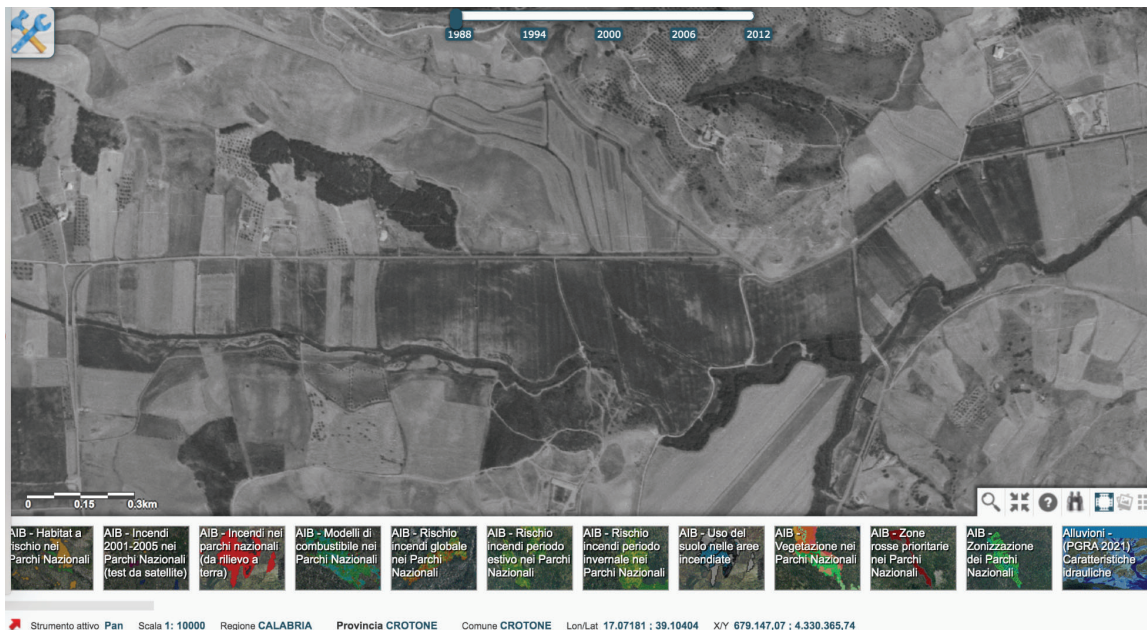 1988 1994 2000 2006 2012
0 0.15 0.3km
AIB - Habitat a
rischio nei
Parchi Nazionali
AIB - Incendi
2001-2005 nei
Parchi Nazionali
(test da satellite)
AIB - Incendi nei
parchi nazionali
(da rilievo a
terra)
AIB - Modelli di
combustibile nei
Parchi Nazionali
AIB - Rischio
incendi globale
nei Parchi
Nazionali
AIB - Rischio
incendi periodo
estivo nei Parchi
Nazionali
AIB - Rischio
incendi periodo
invernale nei
Parchi Nazionali
AIB - Uso del
suolo nelle aree
incendiate
AIB -
Vegetazione nei
Parchi Nazionali
AIB - Zone
rosse prioritarie
nei Parchi
Nazionali
AIB -
Zonizzazione
dei Parchi
Nazionali
Alluvioni -
(PGRA 2021)
Caratteristiche
idrauliche
Strumento attivo Pan Scala 1: 10000 Regione CALABRIA Provincia CROTONE Comune CROTONE Lon/Lat 17.07181 ; 39.10404 X/Y 679.147,07 ; 4.330.365,74